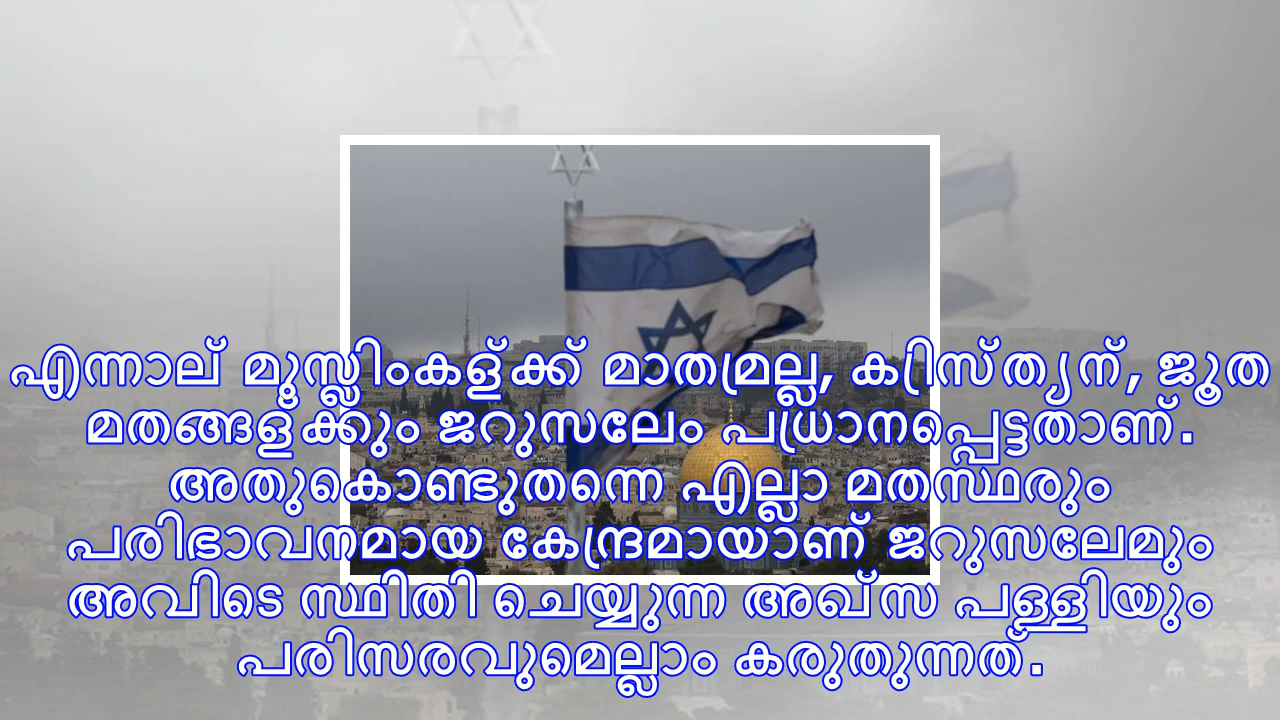 എന്നാല് മുസ്ലിംകള്ക്ക് മാത്രമല്ല, ക്രിസ്ത്യന്, ജൂത
മതങ്ങള്ക്കും ജറുസലേം പ്രധാനപ്പെട്ടതാണ്.
അതുകൊണ്ടുതന്നെ എല്ലാ മതസ്ഥരും
പരിഭാവനമായ കേന്ദ്രമായാണ് ജറുസലേമും
അവിടെ സ്ഥിതി ചെയ്യുന്ന അഖ്സ പള്ളിയും
പരിസരവുമെല്ലാം കരുതുന്നത്.